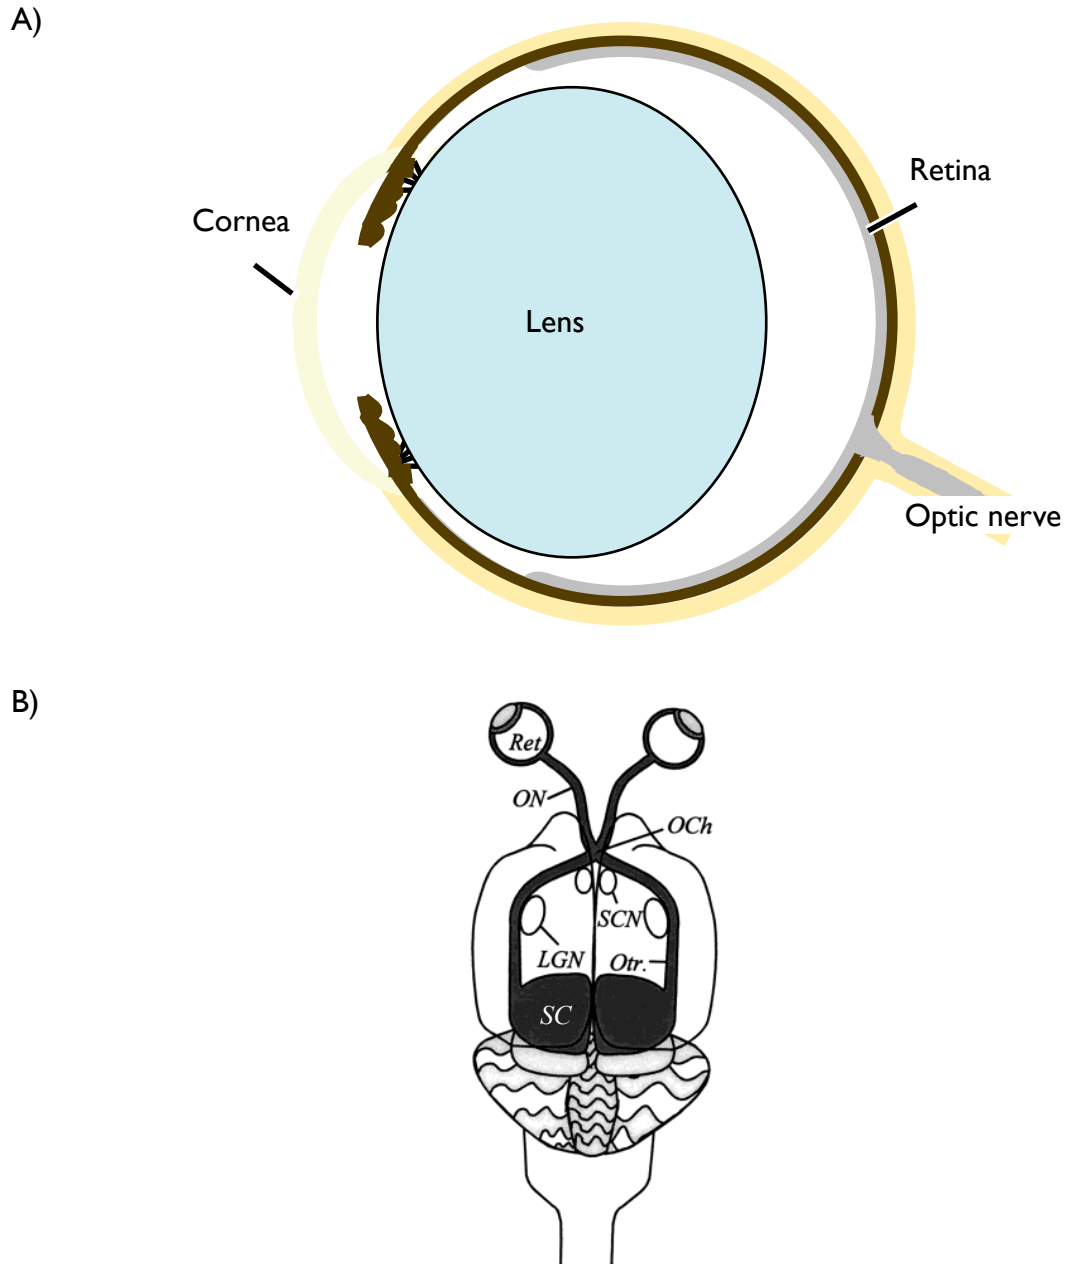 A)
Retina
Cornea
Lens
Optic nerve
B)
Ret
ON
OCh
SCN
LGN
Otr.
SC